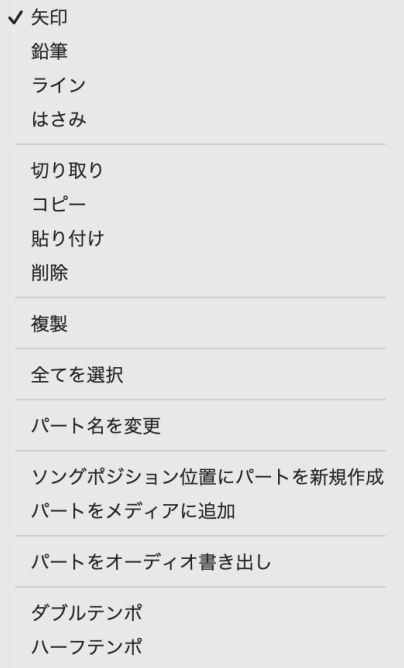 矢印
鉛筆
ライン
はさみ
切り取り
コピー
貼り付け
削除
複製
全てを選択
パート名を変更
ソングポジション位置にパートを新規作成
パートをメディアに追加
パートをオーディオ書き出し
ダブルテンポ
ハーフテンポ